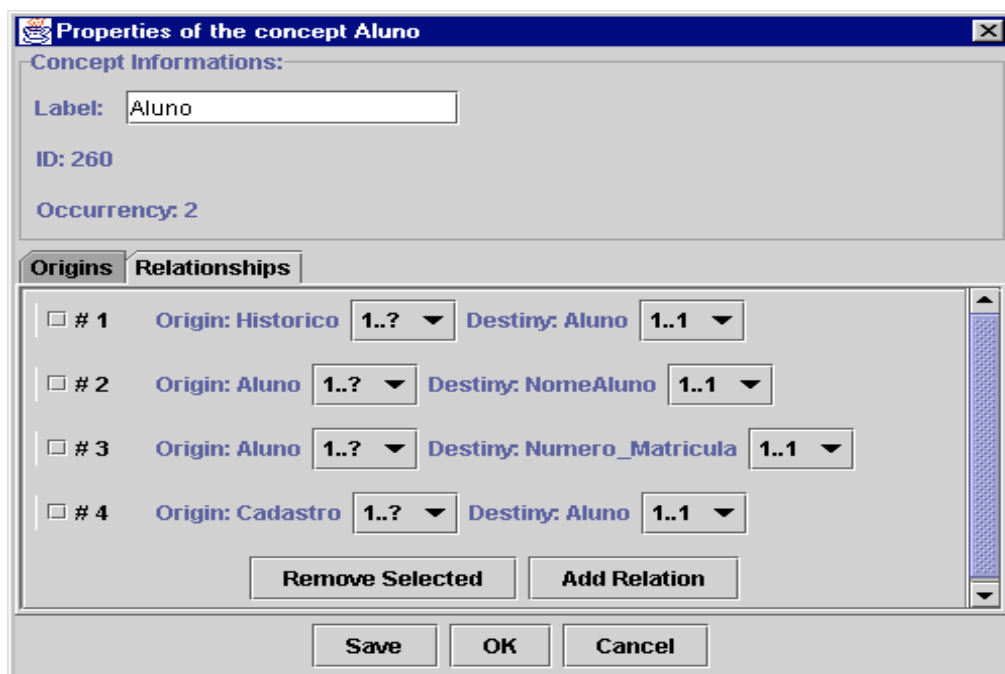 Properties of the concept Aluno
Concept Informations:
Label: Aluno
ID: 260
Occurrency: 2
Origins Relationships
# 1 Origin: Historico 1..? Destiny: Aluno 1..1
# 2 Origin: Aluno 1..? Destiny: NomeAluno 1..1
# 3 Origin: Aluno 1..? Destiny: Numero_Matricula 1..1
# 4 Origin: Cadastro 1..? Destiny: Aluno 1..1
Remove Selected Add Relation
Save OK Cancel